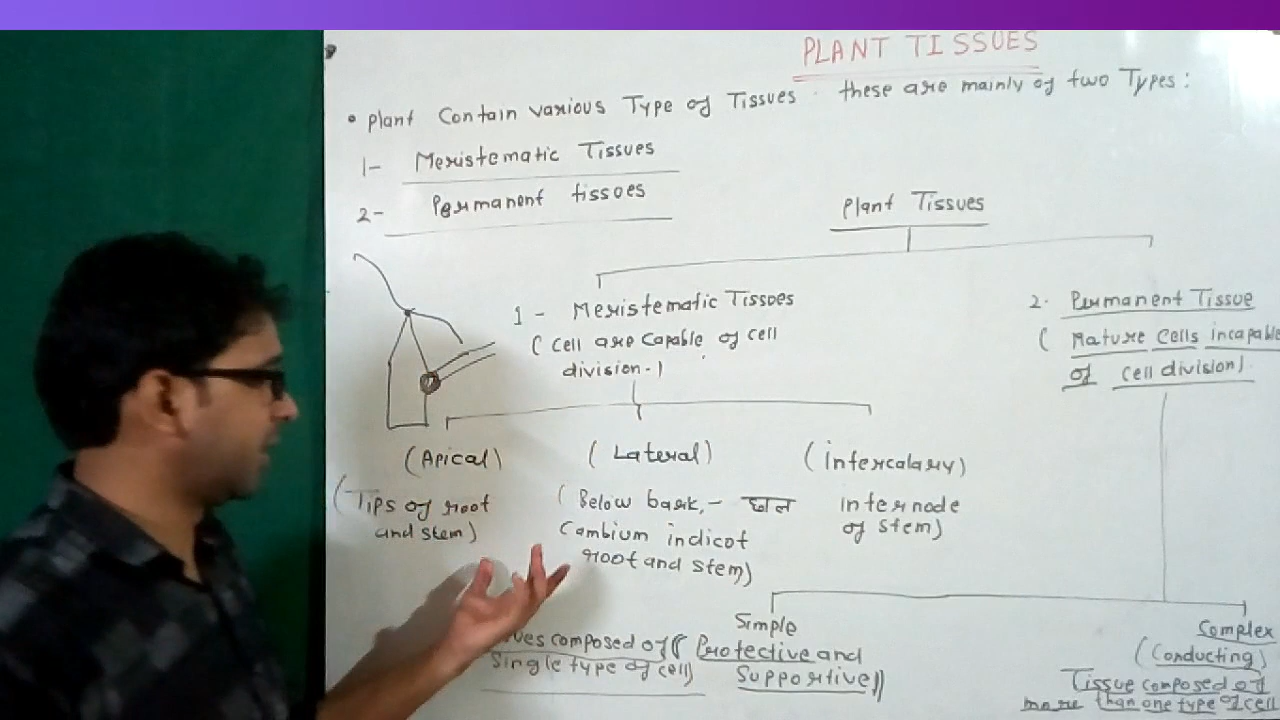 PLANT TISSUES
• Plant Contain various Type of Tissues. these are mainly of two Types:
1- Meristematic Tissues
2- Permanent tissoes
Plant Tissues
1- Meristematic Tissoes
( Cell are Capable of cell
division-)
2. Permanent Tissue
( Mature Cells incapable
of cell division)
(Apical)
(Tips of root
and stem)
( Lateral)
( Below bark,- छाल
Cambium indicot
root and stem)
(intercalary)
internode
of stem)
Simple
composed of ( Protective and
Single type of cell) Supportive)
Complex
(Conducting)
Tissue composed of
more than one type of cell